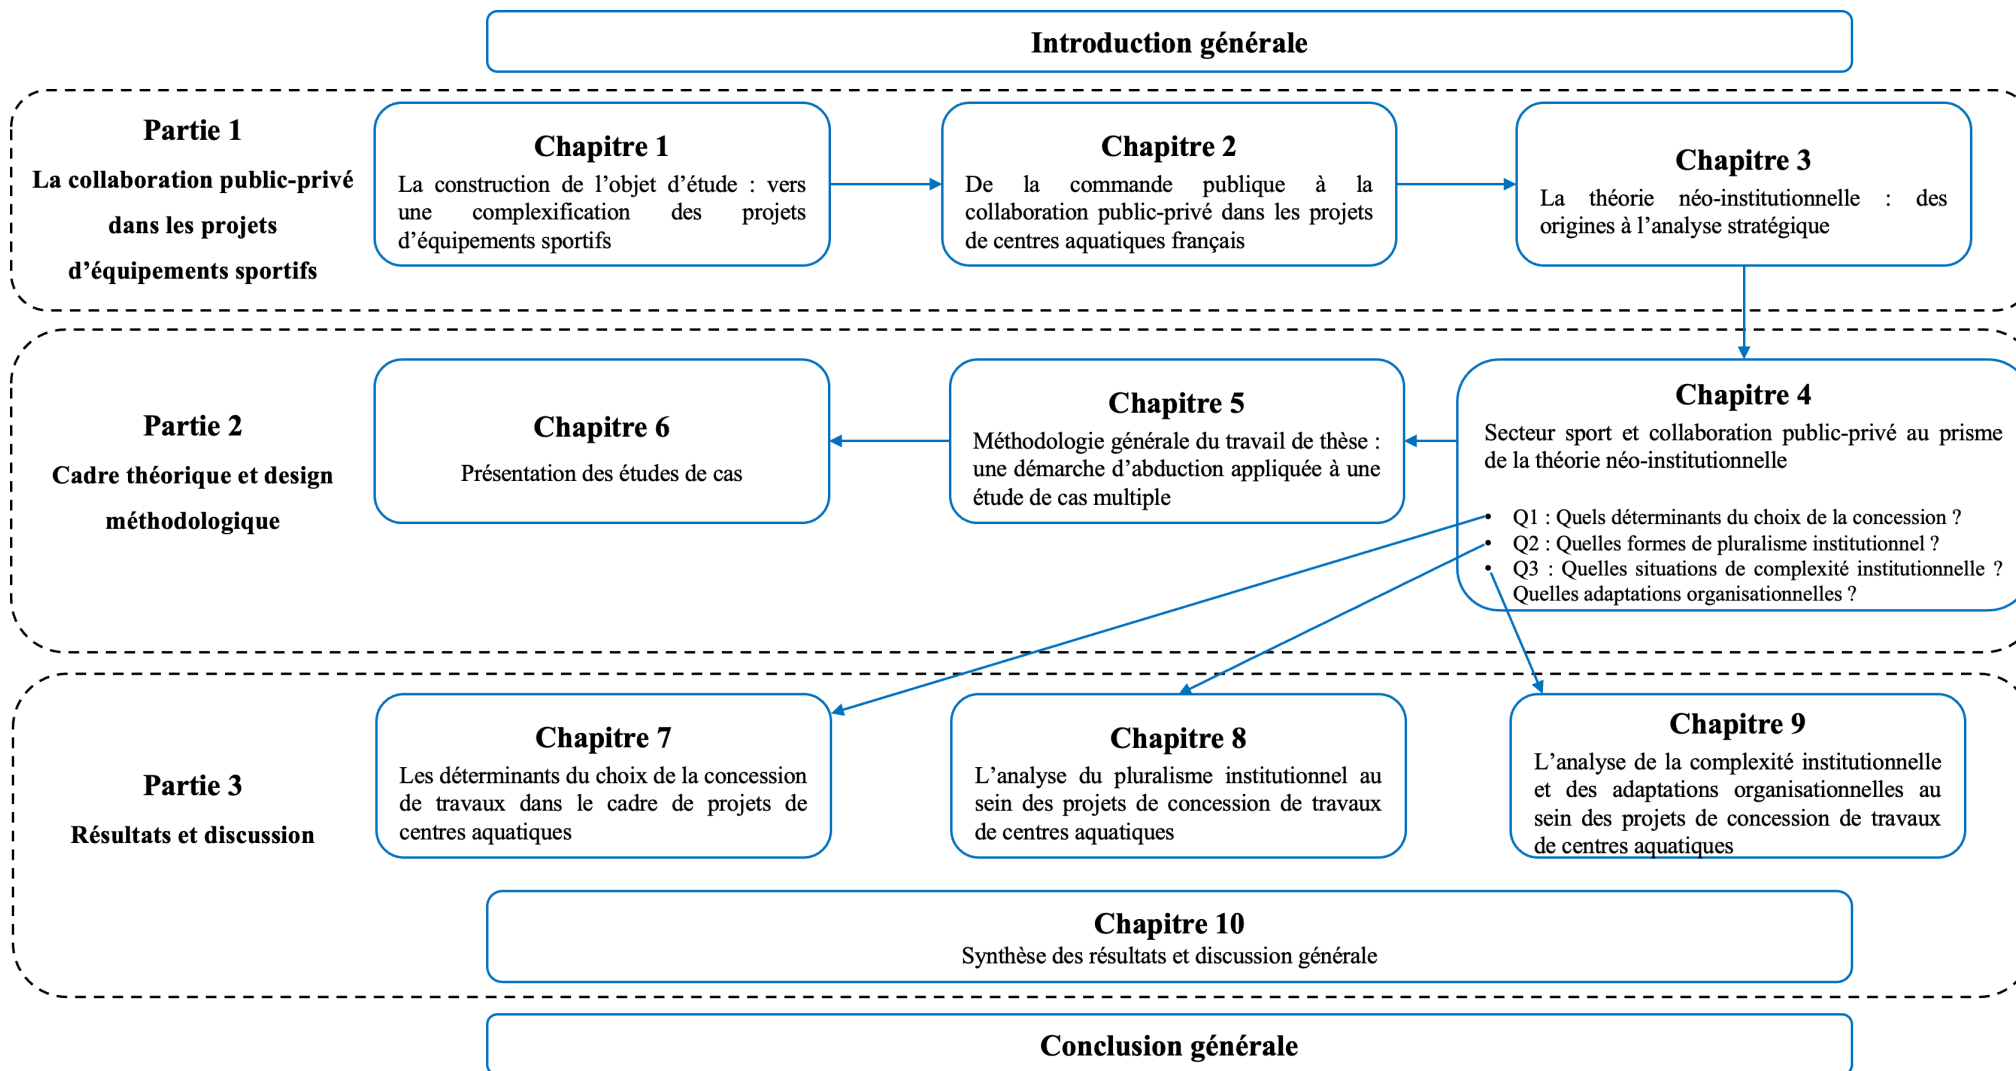 Introduction générale
Partie 1
La collaboration public-privé
dans les projets
d’équipements sportifs
Chapitre 1
La construction de l’objet d’étude : vers
une complexification des projets
d’équipements sportifs
Chapitre 2
De la commande publique à la
collaboration public-privé dans les projets
de centres aquatiques français
Chapitre 3
La théorie néo-institutionnelle : des
origines à l’analyse stratégique
Partie 2
Cadre théorique et design
méthodologique
Chapitre 6
Présentation des études de cas
Chapitre 5
Méthodologie générale du travail de thèse :
une démarche d’abduction appliquée à une
étude de cas multiple
Chapitre 4
Secteur sport et collaboration public-privé au prisme
de la théorie néo-institutionnelle
• Q1 : Quels déterminants du choix de la concession ?
• Q2 : Quelles formes de pluralisme institutionnel ?
• Q3 : Quelles situations de complexité institutionnelle ?
Quelles adaptations organisationnelles ?
Partie 3
Résultats et discussion
Chapitre 7
Les déterminants du choix de la concession
de travaux dans le cadre de projets de
centres aquatiques
Chapitre 8
L’analyse du pluralisme institutionnel au
sein des projets de concession de travaux
de centres aquatiques
Chapitre 9
L’analyse de la complexité institutionnelle
et des adaptations organisationnelles au
sein des projets de concession de travaux
de centres aquatiques
Chapitre 10
Synthèse des résultats et discussion générale
Conclusion générale